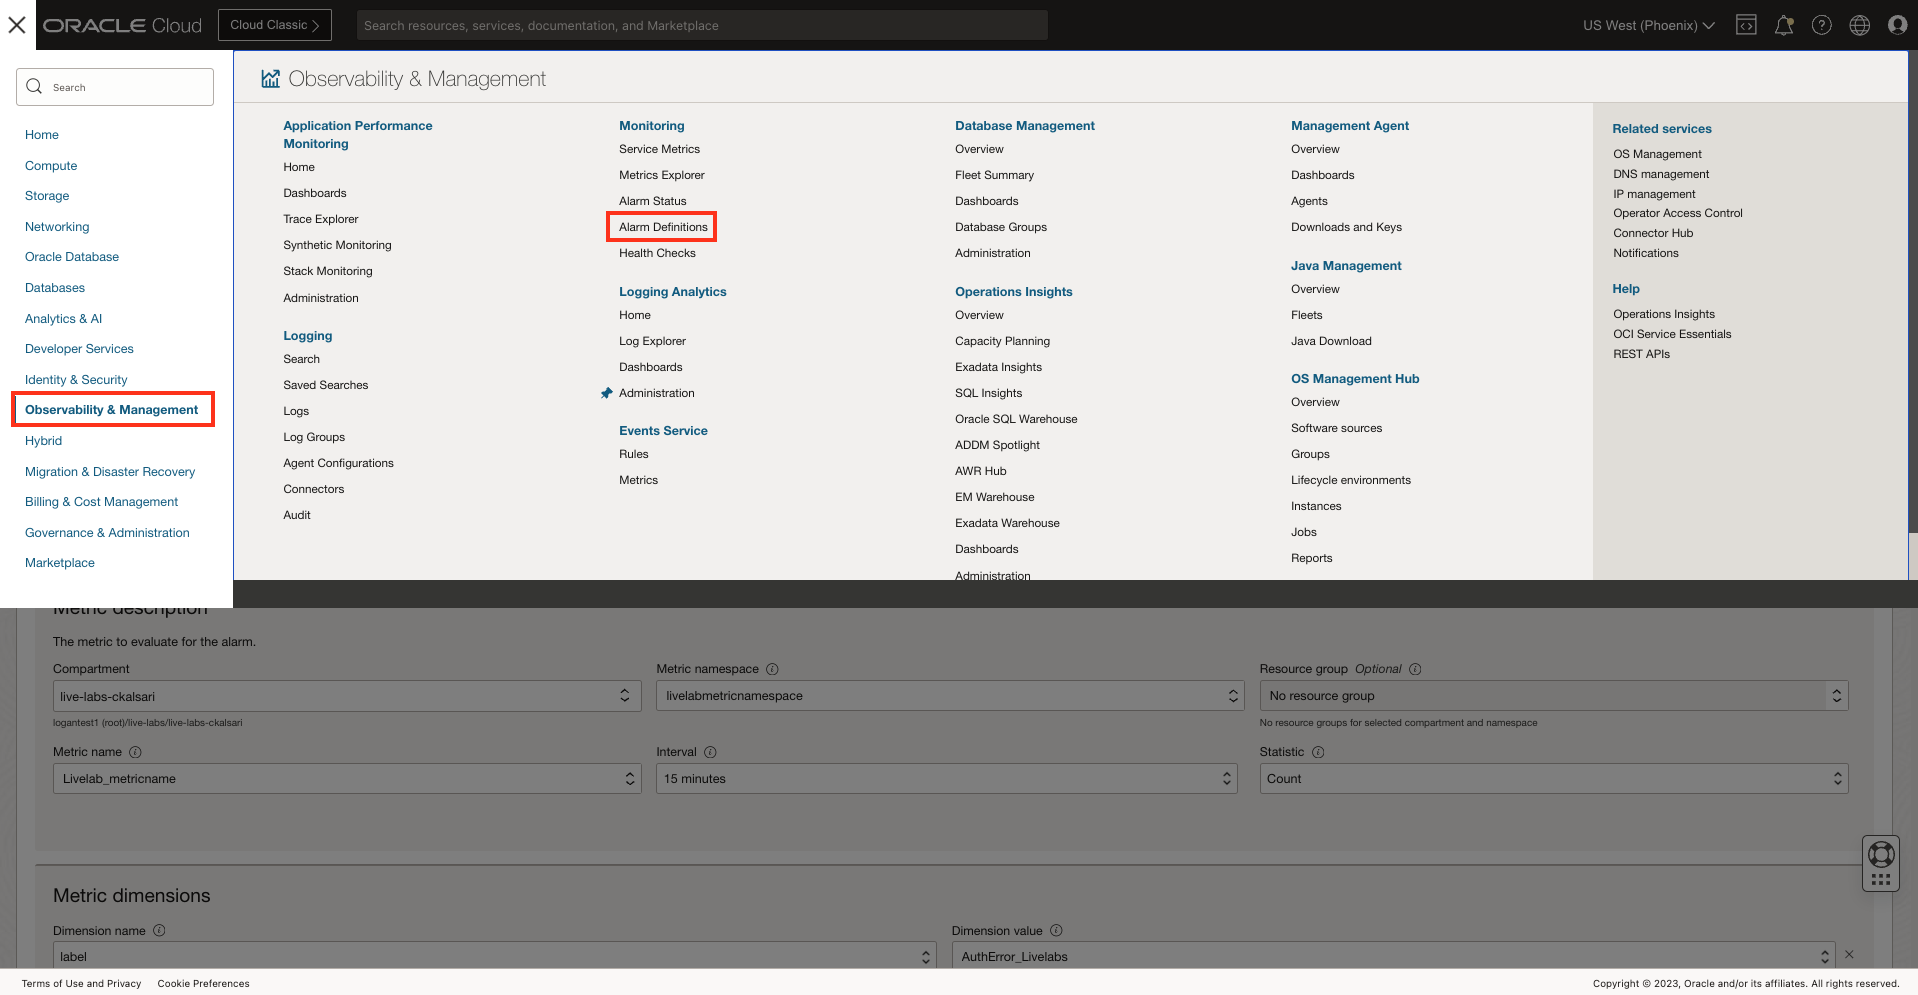 ORACLE Cloud
Cloud Classic
Search resources, services, documentation, and Marketplace
US West (Phoenix)
Search
Home
Compute
Storage
Networking
Oracle Database
Databases
Analytics & AI
Developer Services
Identity & Security
Observability & Management
Hybrid
Migration & Disaster Recovery
Billing & Cost Management
Governance & Administration
Marketplace
Observability & Management
Application Performance
Monitoring
Home
Dashboards
Trace Explorer
Synthetic Monitoring
Stack Monitoring
Administration
Logging
Search
Saved Searches
Logs
Log Groups
Agent Configurations
Connectors
Audit
Monitoring
Service Metrics
Metrics Explorer
Alarm Status
Alarm Definitions
Health Checks
Logging Analytics
Home
Log Explorer
Dashboards
Administration
Events Service
Rules
Metrics
Database Management
Overview
Fleet Summary
Dashboards
Database Groups
Administration
Operations Insights
Overview
Capacity Planning
Exadata Insights
SQL Insights
Oracle SQL Warehouse
ADDM Spotlight
AWR Hub
EM Warehouse
Exadata Warehouse
Dashboards
Administration
Management Agent
Overview
Dashboards
Agents
Downloads and Keys
Java Management
Overview
Fleets
Java Download
OS Management Hub
Overview
Software sources
Groups
Lifecycle environments
Instances
Jobs
Reports
Related services
OS Management
DNS management
IP management
Operator Access Control
Connector Hub
Notifications
Help
Operations Insights
OCI Service Essentials
REST APIs
Metric description
The metric to evaluate for the alarm.
Compartment
live-labs-ckalsari
logantest1 (root)/live-labs/live-labs-ckalsari
Metric namespace
livelabmetricnamespace
Resource group Optional
No resource group
No resource groups for selected compartment and namespace
Metric name
Livelab_metricname
Interval
15 minutes
Statistic
Count
Metric dimensions
Dimension name
label
Dimension value
AuthError_Livelabs
Terms of Use and Privacy Cookie Preferences
Copyright © 2023, Oracle and/or its affiliates. All rights reserved.